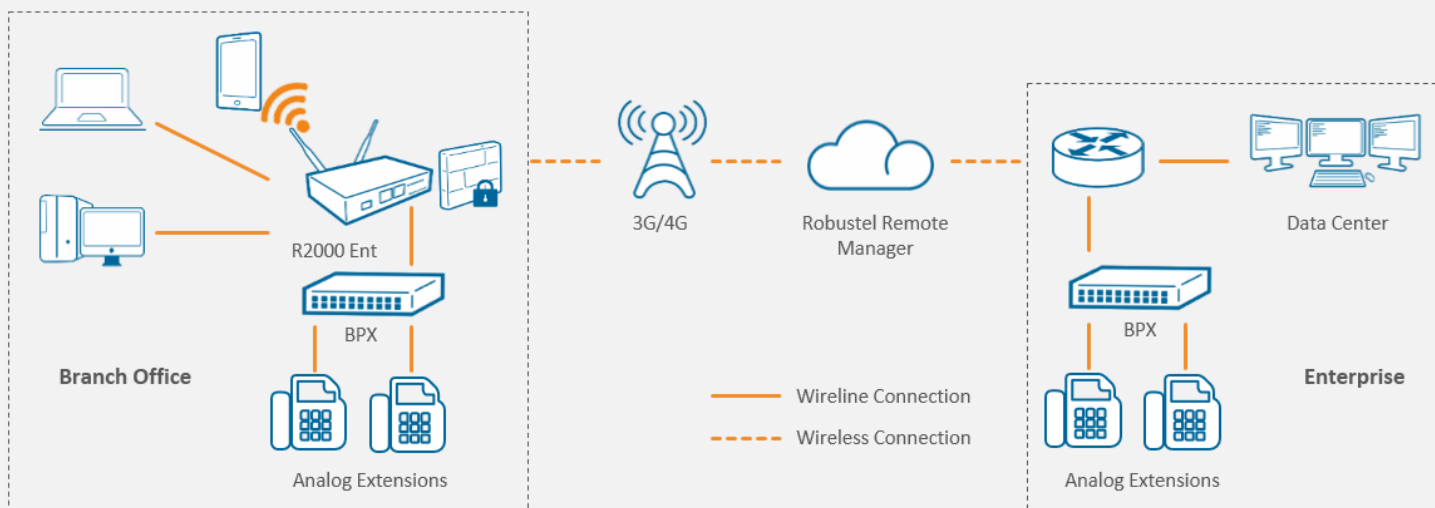 R2000 Ent
BPX
Branch Office
Analog Extensions
3G/4G
Robustel Remote
Manager
Wireline Connection
Wireless Connection
Data Center
BPX
Enterprise
Analog Extensions